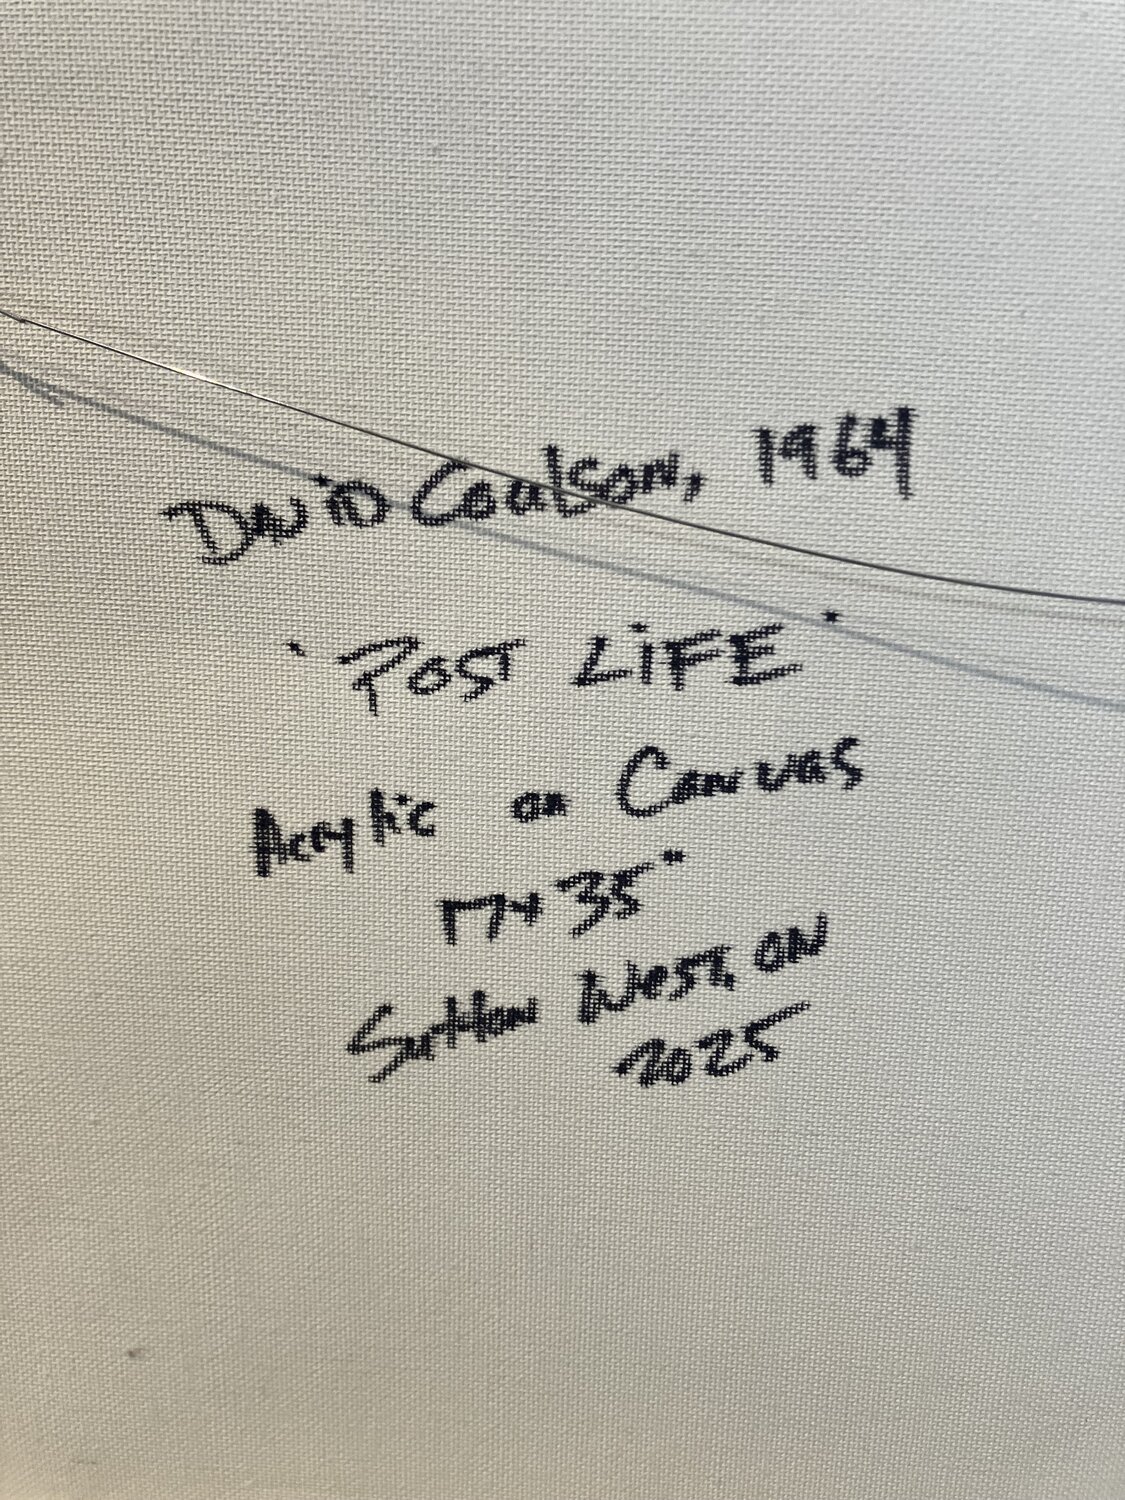 David Coulson, 1964
"POST LiFE"
Acrylic on Canvas
17x35"
Sutton West, ON
2025